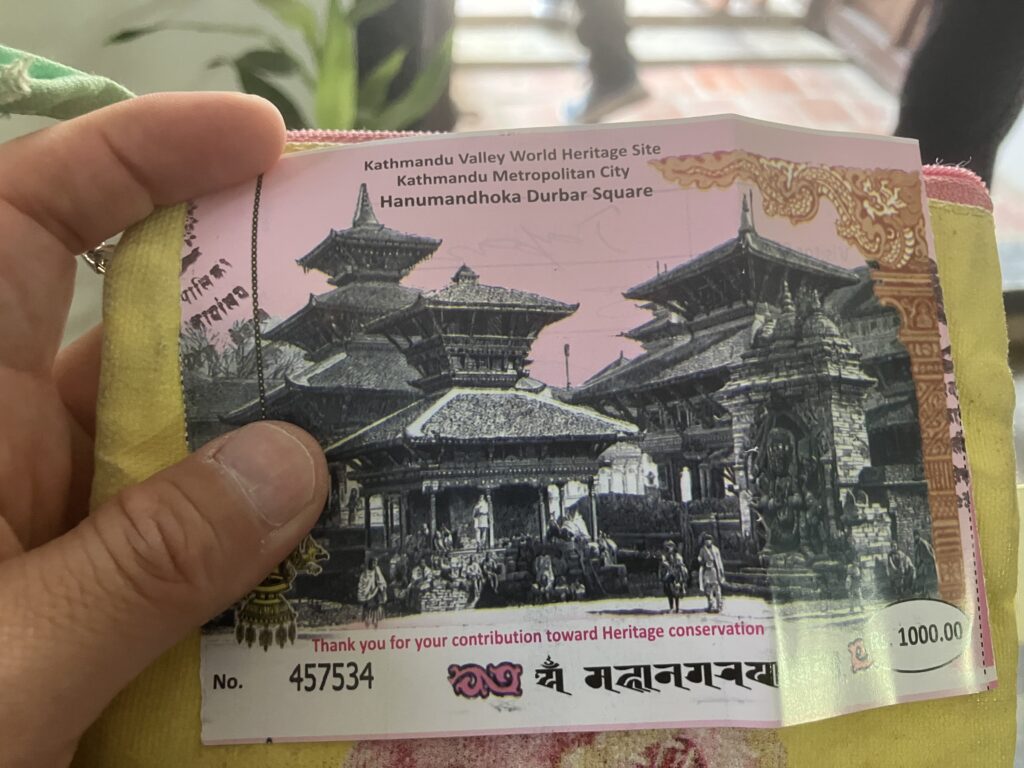 Kathmandu Valley World Heritage Site
Kathmandu Metropolitan City
Hanumandhoka Durbar Square
Thank you for your contribution toward Heritage conservation
Rs. 1000.00
No. 457534